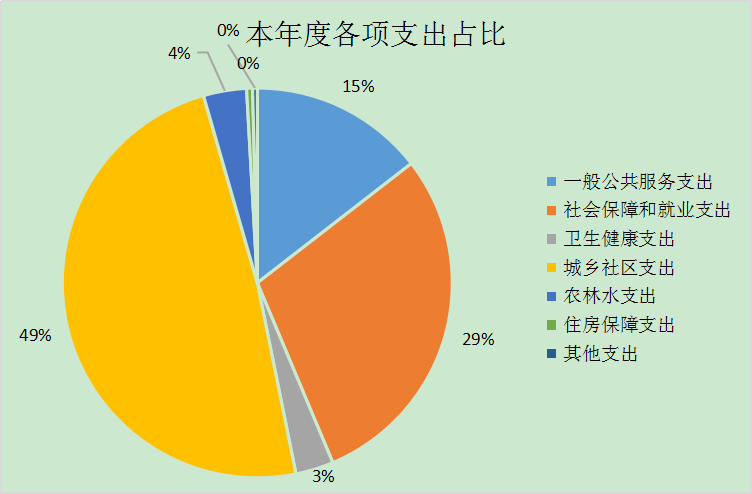 本年度各项支出占比
0%
4%
0%
15%
49%
29%
3%
一般公共服务支出
社会保障和就业支出
卫生健康支出
城乡社区支出
农林水支出
住房保障支出
其他支出